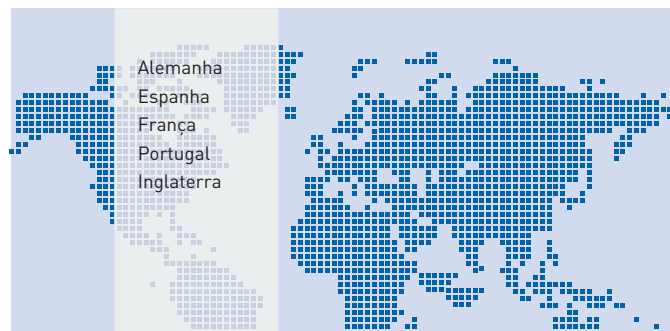 Alemanha
Espanha
França
Portugal
Inglaterra